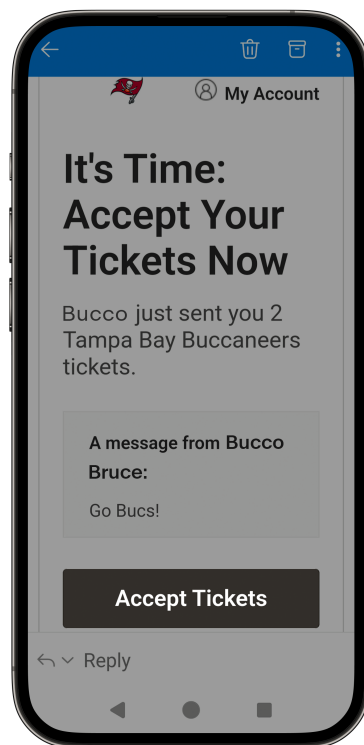 My Account
It's Time:
Accept Your
Tickets Now
Bucco just sent you 2
Tampa Bay Buccaneers
tickets.
A message from Bucco
Bruce:
Go Bucs!
Accept Tickets
Reply